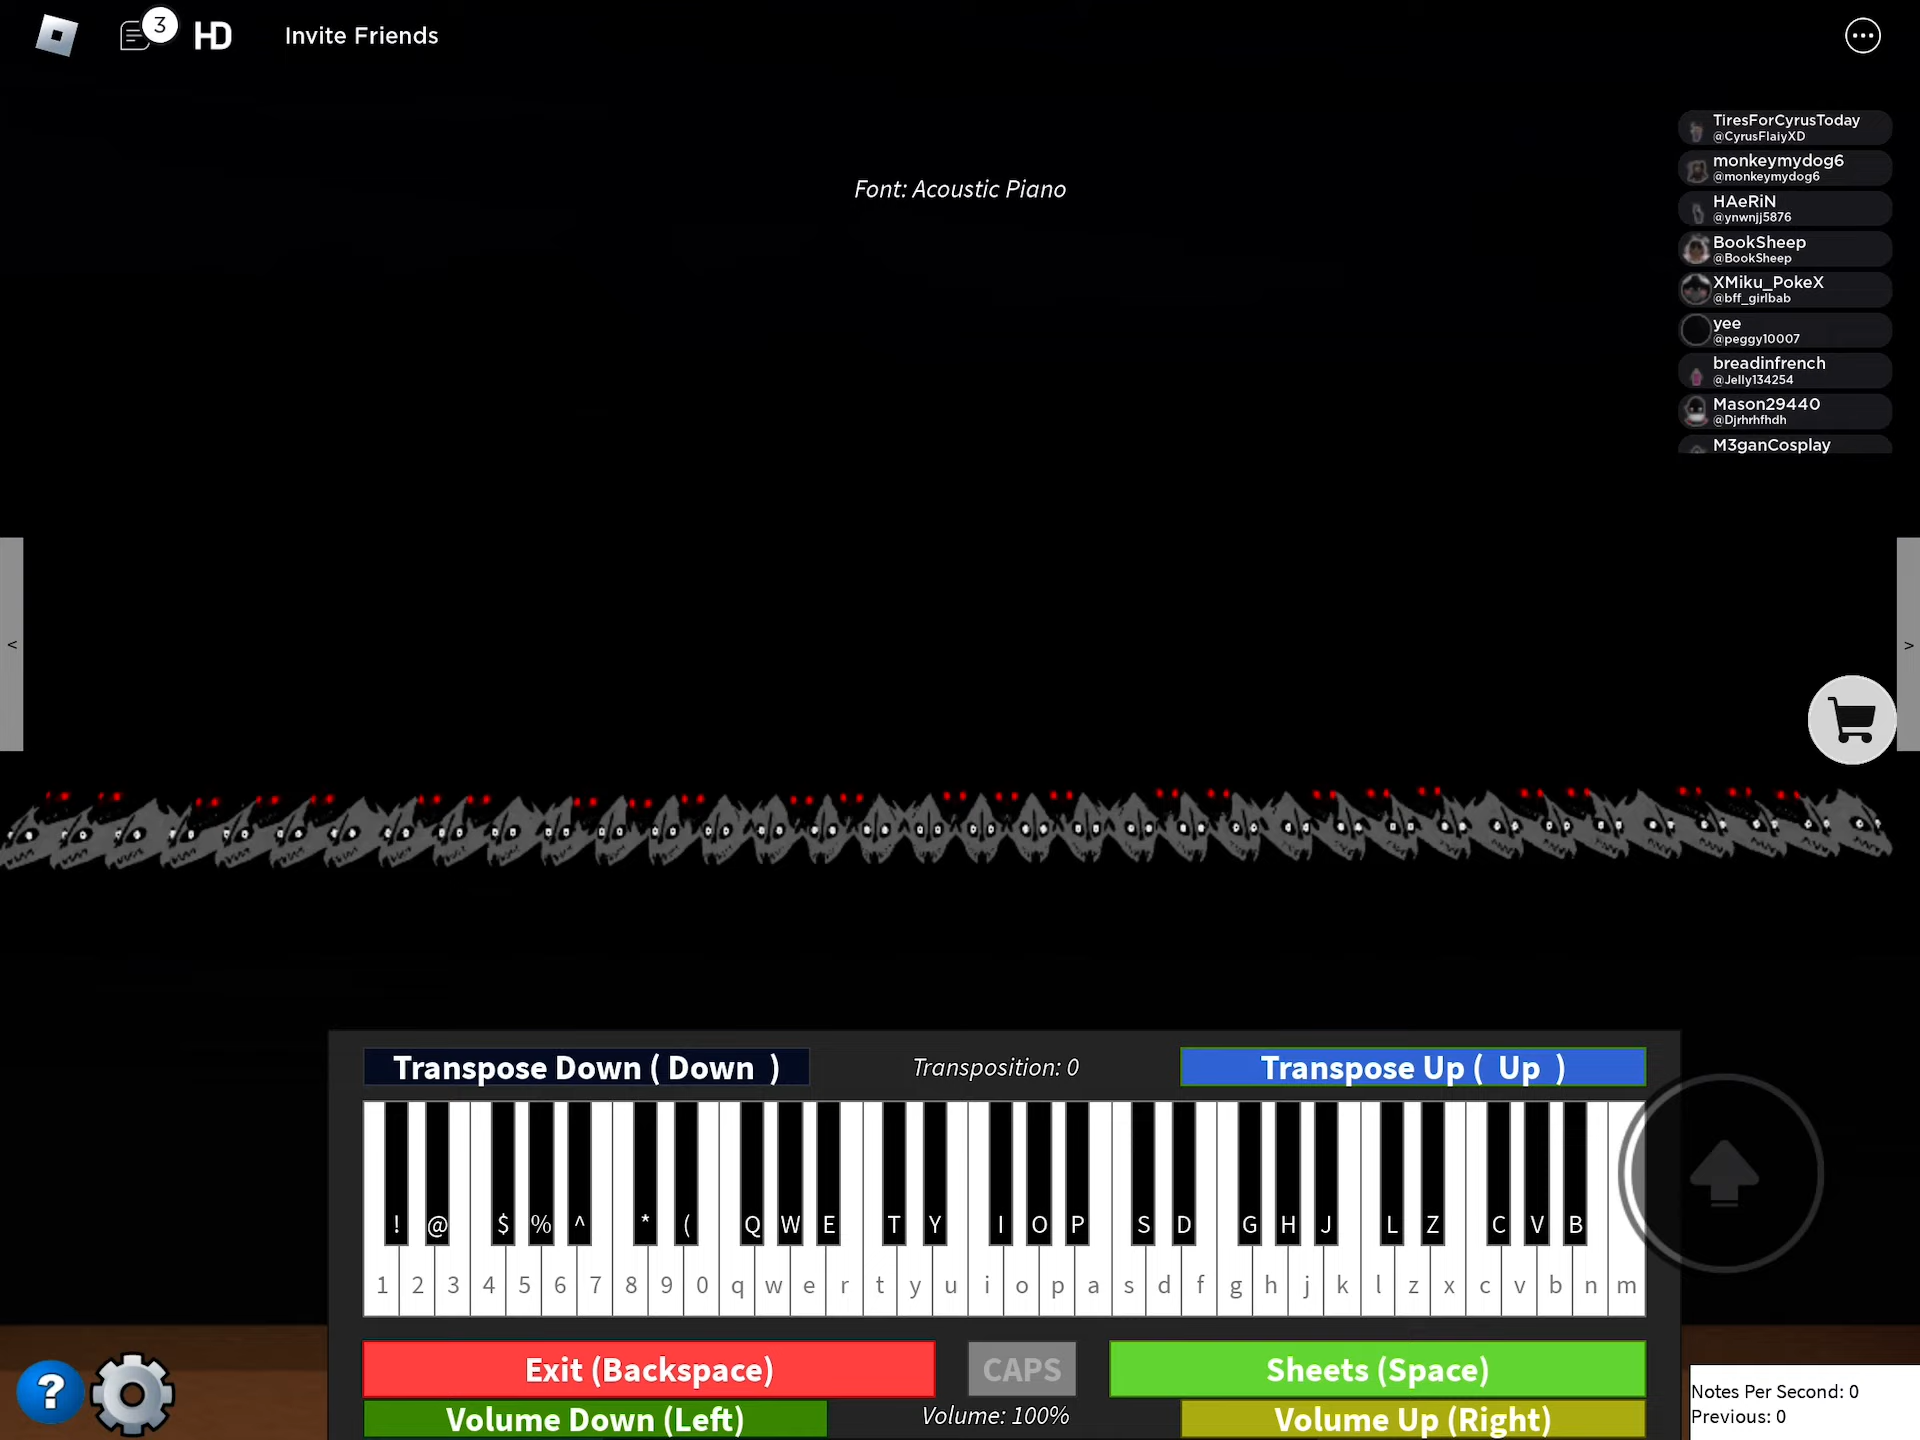 3
HD
Invite Friends
TiresForCyrusToday
@CyrusFlaiyXD
monkeymydog6
@monkeymydog6
HAeRiN
@ynwnjj5876
BookSheep
@BookSheep
XMiku_PokeX
@bff_girlbab
yee
@peggy10007
breadinfrench
@Jelly134254
Mason29440
@Djrhrhfhdh
M3ganCosplay
Font: Acoustic Piano
<
>
Transpose Down ( Down )
Transposition: 0
Transpose Up ( Up )
! @ $ % ^ * ( Q W E T Y I O P S D G H J L Z C V B
1 2 3 4 5 6 7 8 9 0 q w e r t y u i o p a s d f g h j k l z x c v b n m
Exit (Backspace)
CAPS
Sheets (Space)
Volume Down (Left)
Volume: 100%
Volume Up (Right)
?
Notes Per Second: 0
Previous: 0